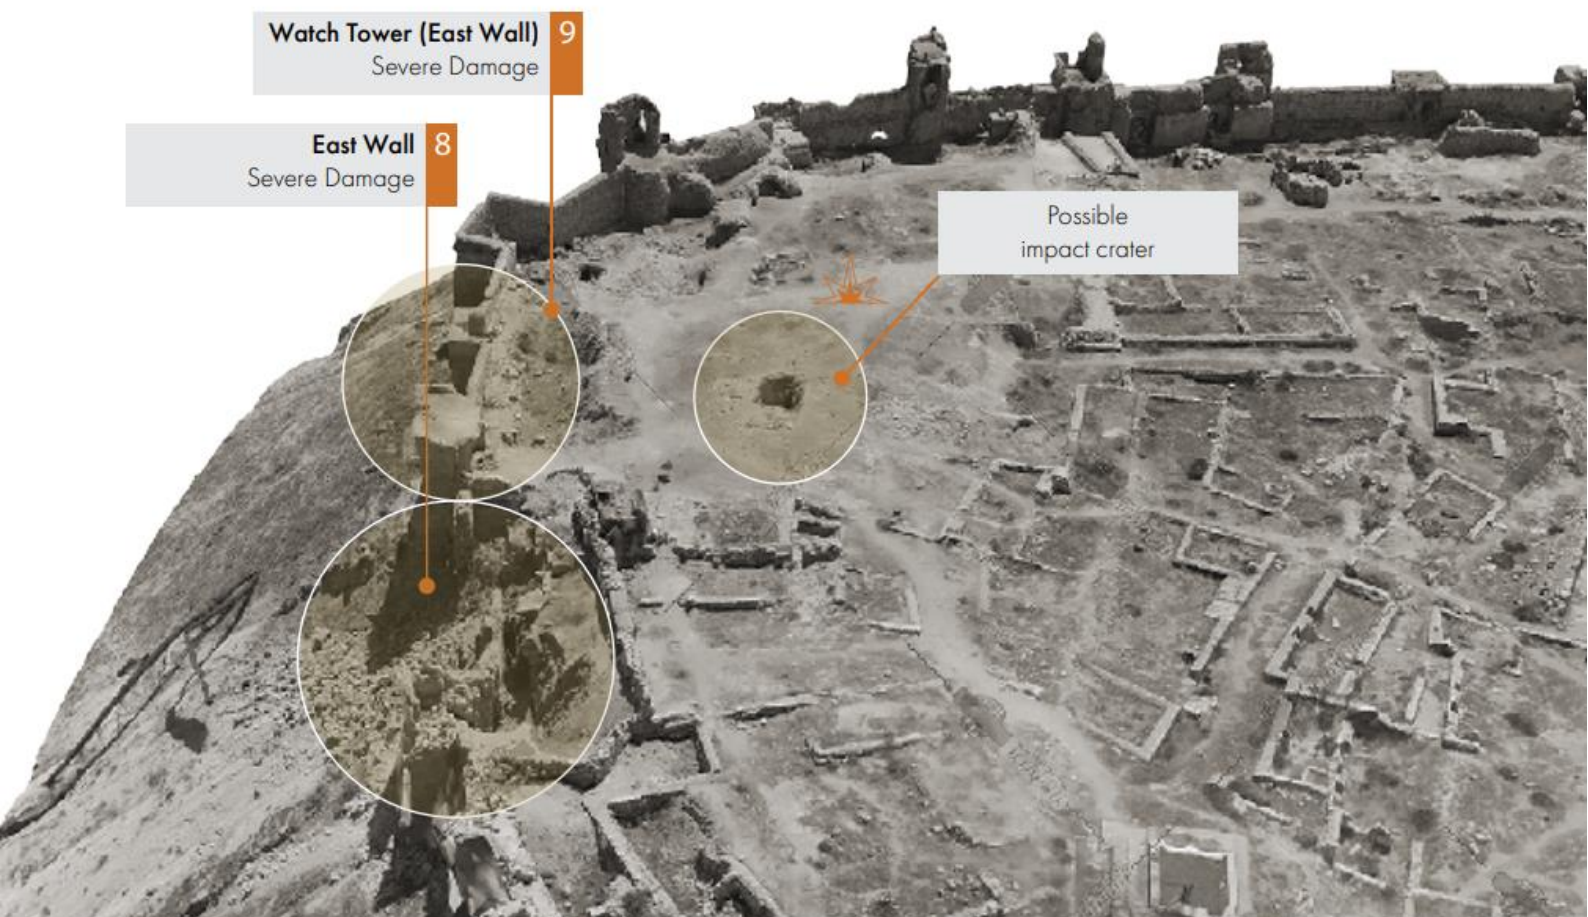 Watch Tower (East Wall) 9
Severe Damage
East Wall 8
Severe Damage
Possible
impact crater